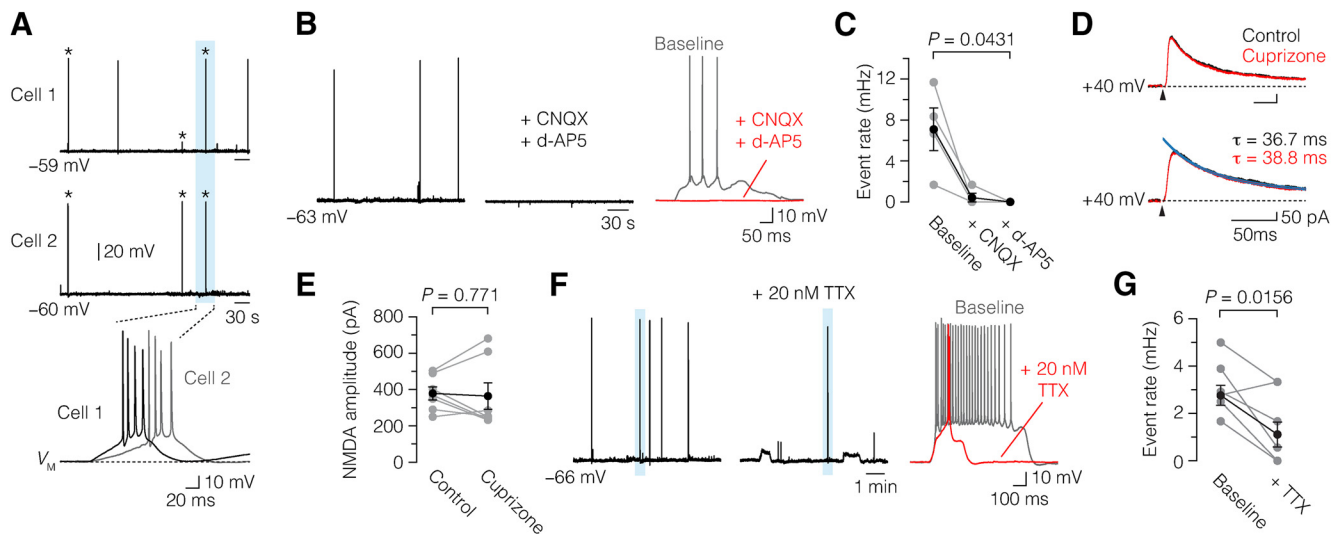 A
*
*
*
Cell 1
−59 mV
*
*
*
Cell 2
20 mV
−60 mV
30 s
Cell 2
Cell 1
VM
10 mV
20 ms
B
+ CNQX
+ d-AP5
−63 mV
30 s
Baseline
+ CNQX
+ d-AP5
10 mV
50 ms
C
P = 0.0431
Event rate (mHz)
12
8
4
0
Baseline
+ CNQX
+ d-AP5
D
Control
Cuprizone
+40 mV
τ = 36.7 ms
τ = 38.8 ms
+40 mV
50 pA
50ms
E
P = 0.771
NMDA amplitude (pA)
800
600
400
200
0
Control
Cuprizone
F
+ 20 nM TTX
−66 mV
1 min
Baseline
+ 20 nM
TTX
10 mV
100 ms
G
P = 0.0156
Event rate (mHz)
6
4
2
0
Baseline
+ TTX